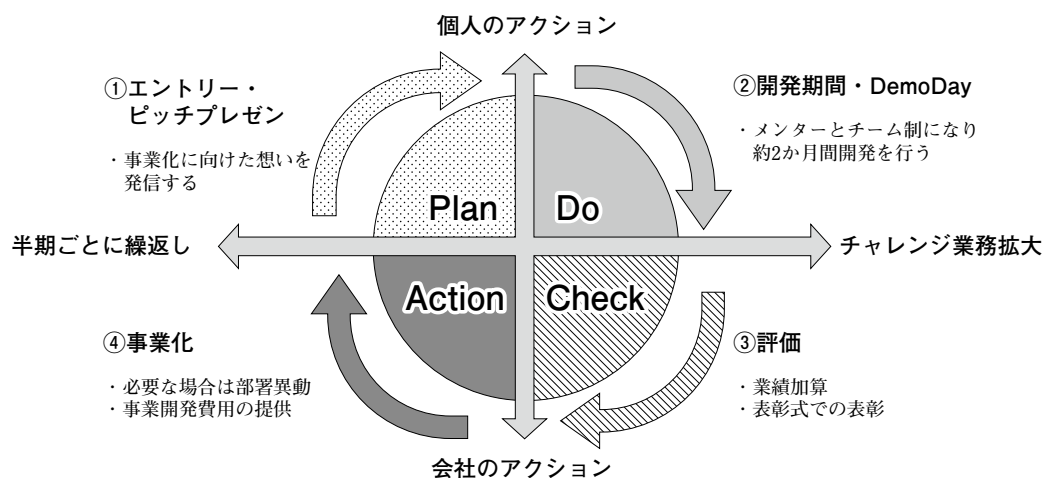 個人のアクション
①エントリー・
ピッチプレゼン
・事業化に向けた想いを
発信する
②開発期間・DemoDay
・メンターとチーム制になり
約2か月間開発を行う
Plan
Do
半期ごとに繰返し
チャレンジ業務拡大
Action
Check
④事業化
・必要な場合は部署異動
・事業開発費用の提供
③評価
・業績加算
・表彰式での表彰
会社のアクション